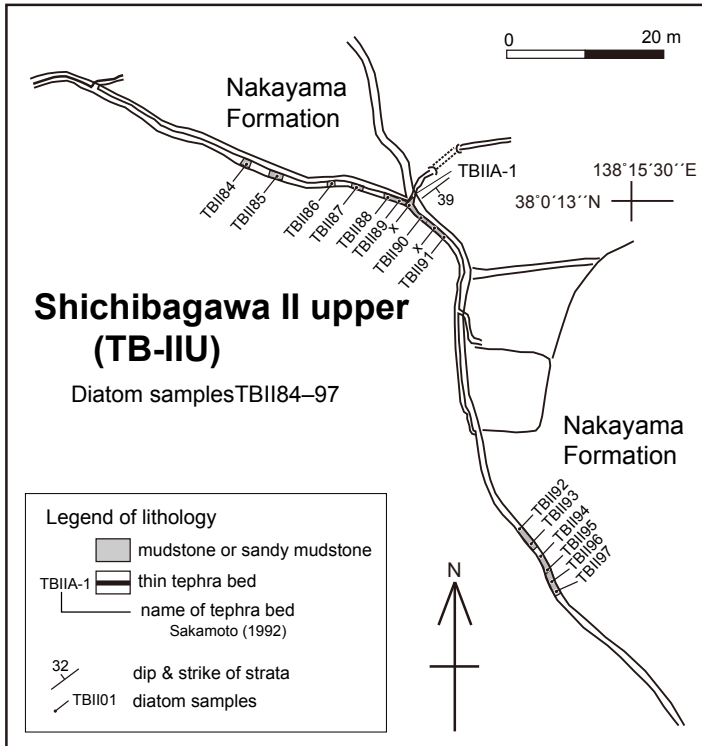 0
20 m
Nakayama
Formation
TBIIA-1
138°15´30´´E
39
38°0´13´´N
TBII84
TBII85
TBII86
TBII87
TBII88
TBII89
x
TBII90
x
TBII91
Shichibagawa II upper
(TB-IIU)
Diatom samplesTBII84–97
Nakayama
Formation
TBII92
TBII93
TBII94
TBII95
TBII96
TBII97
Legend of lithology
mudstone or sandy mudstone
TBIIA-1
thin tephra bed
name of tephra bed
Sakamoto (1992)
32
dip & strike of strata
TBII01
diatom samples
N